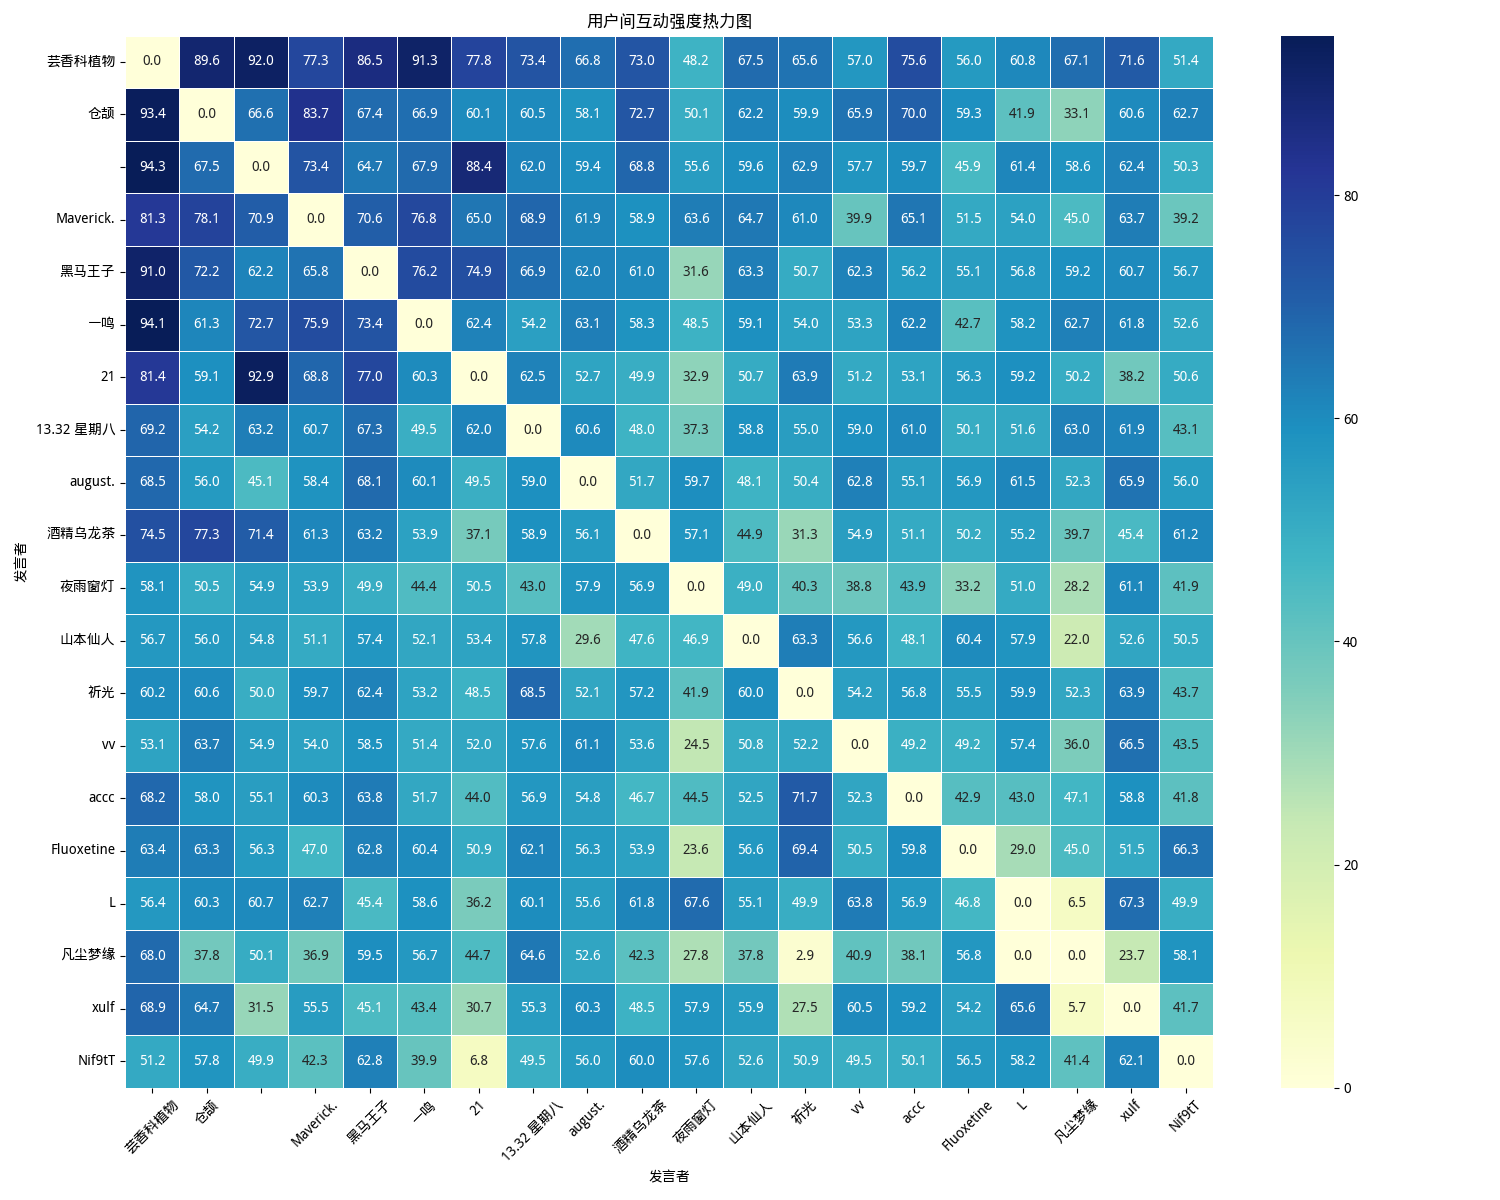 用户间互动强度热力图
芸香科植物 0.0 89.6 92.0 77.3 86.5 91.3 77.8 73.4 66.8 73.0 48.2 67.5 65.6 57.0 75.6 56.0 60.8 67.1 71.6 51.4
仓颉 93.4 0.0 66.6 83.7 67.4 66.9 60.1 60.5 58.1 72.7 50.1 62.2 59.9 65.9 70.0 59.3 41.9 33.1 60.6 62.7
94.3 67.5 0.0 73.4 64.7 67.9 88.4 62.0 59.4 68.8 55.6 59.6 62.9 57.7 59.7 45.9 61.4 58.6 62.4 50.3
Maverick. 81.3 78.1 70.9 0.0 70.6 76.8 65.0 68.9 61.9 58.9 63.6 64.7 61.0 39.9 65.1 51.5 54.0 45.0 63.7 39.2
黑马王子 91.0 72.2 62.2 65.8 0.0 76.2 74.9 66.9 62.0 61.0 31.6 63.3 50.7 62.3 56.2 55.1 56.8 59.2 60.7 56.7
一鸣 94.1 61.3 72.7 75.9 73.4 0.0 62.4 54.2 63.1 58.3 48.5 59.1 54.0 53.3 62.2 42.7 58.2 62.7 61.8 52.6
21 81.4 59.1 92.9 68.8 77.0 60.3 0.0 62.5 52.7 49.9 32.9 50.7 63.9 51.2 53.1 56.3 59.2 50.2 38.2 50.6
13.32 星期八 69.2 54.2 63.2 60.7 67.3 49.5 62.0 0.0 60.6 48.0 37.3 58.8 55.0 59.0 61.0 50.1 51.6 63.0 61.9 43.1
august. 68.5 56.0 45.1 58.4 68.1 60.1 49.5 59.0 0.0 51.7 59.7 48.1 50.4 62.8 55.1 56.9 61.5 52.3 65.9 56.0
酒精乌龙茶 74.5 77.3 71.4 61.3 63.2 53.9 37.1 58.9 56.1 0.0 57.1 44.9 31.3 54.9 51.1 50.2 55.2 39.7 45.4 61.2
夜雨窗灯 58.1 50.5 54.9 53.9 49.9 44.4 50.5 43.0 57.9 56.9 0.0 49.0 40.3 38.8 43.9 33.2 51.0 28.2 61.1 41.9
山本仙人 56.7 56.0 54.8 51.1 57.4 52.1 53.4 57.8 29.6 47.6 46.9 0.0 63.3 56.6 48.1 60.4 57.9 22.0 52.6 50.5
祈光 60.2 60.6 50.0 59.7 62.4 53.2 48.5 68.5 52.1 57.2 41.9 60.0 0.0 54.2 56.8 55.5 59.9 52.3 63.9 43.7
vv 53.1 63.7 54.9 54.0 58.5 51.4 52.0 57.6 61.1 53.6 24.5 50.8 52.2 0.0 49.2 49.2 57.4 36.0 66.5 43.5
accc 68.2 58.0 55.1 60.3 63.8 51.7 44.0 56.9 54.8 46.7 44.5 52.5 71.7 52.3 0.0 42.9 43.0 47.1 58.8 41.8
Fluoxetine 63.4 63.3 56.3 47.0 62.8 60.4 50.9 62.1 56.3 53.9 23.6 56.6 69.4 50.5 59.8 0.0 29.0 45.0 51.5 66.3
L 56.4 60.3 60.7 62.7 45.4 58.6 36.2 60.1 55.6 61.8 67.6 55.1 49.9 63.8 56.9 46.8 0.0 6.5 67.3 49.9
凡尘梦缘 68.0 37.8 50.1 36.9 59.5 56.7 44.7 64.6 52.6 42.3 27.8 37.8 2.9 40.9 38.1 56.8 0.0 0.0 23.7 58.1
xulf 68.9 64.7 31.5 55.5 45.1 43.4 30.7 55.3 60.3 48.5 57.9 55.9 27.5 60.5 59.2 54.2 65.6 5.7 0.0 41.7
Nif9tT 51.2 57.8 49.9 42.3 62.8 39.9 6.8 49.5 56.0 60.0 57.6 52.6 50.9 49.5 50.1 56.5 58.2 41.4 62.1 0.0
芸香科植物 仓颉 Maverick. 黑马王子 一鸣 21 13.32 星期八 august. 酒精乌龙茶 夜雨窗灯 山本仙人 祈光 vv accc Fluoxetine L 凡尘梦缘 xulf Nif9tT
发言者
发言者
80
60
40
20
0